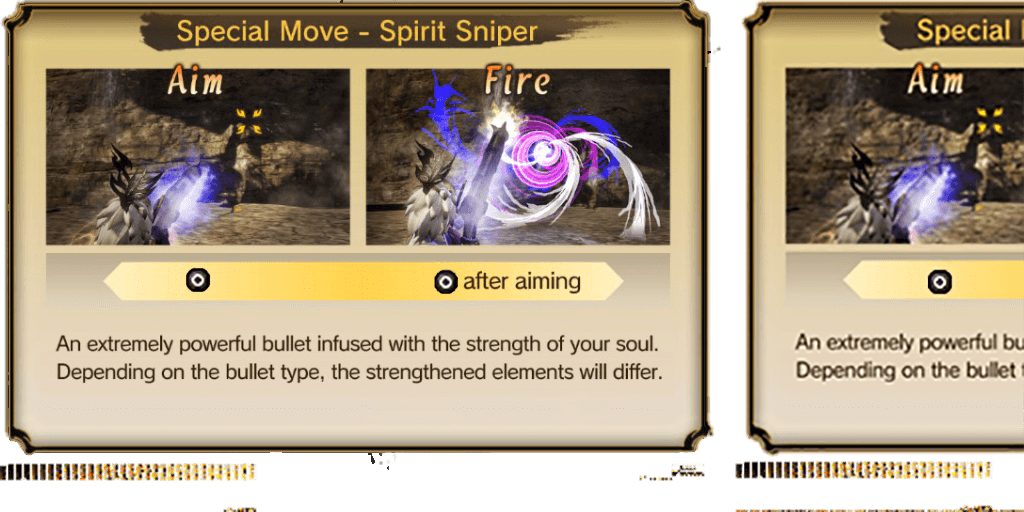 Special Move - Spirit Sniper
Aim
Fire
after aiming
An extremely powerful bullet infused with the strength of your soul.
Depending on the bullet type, the strengthened elements will differ.
Special
Aim
An extremely powerful bu
Depending on the bullet